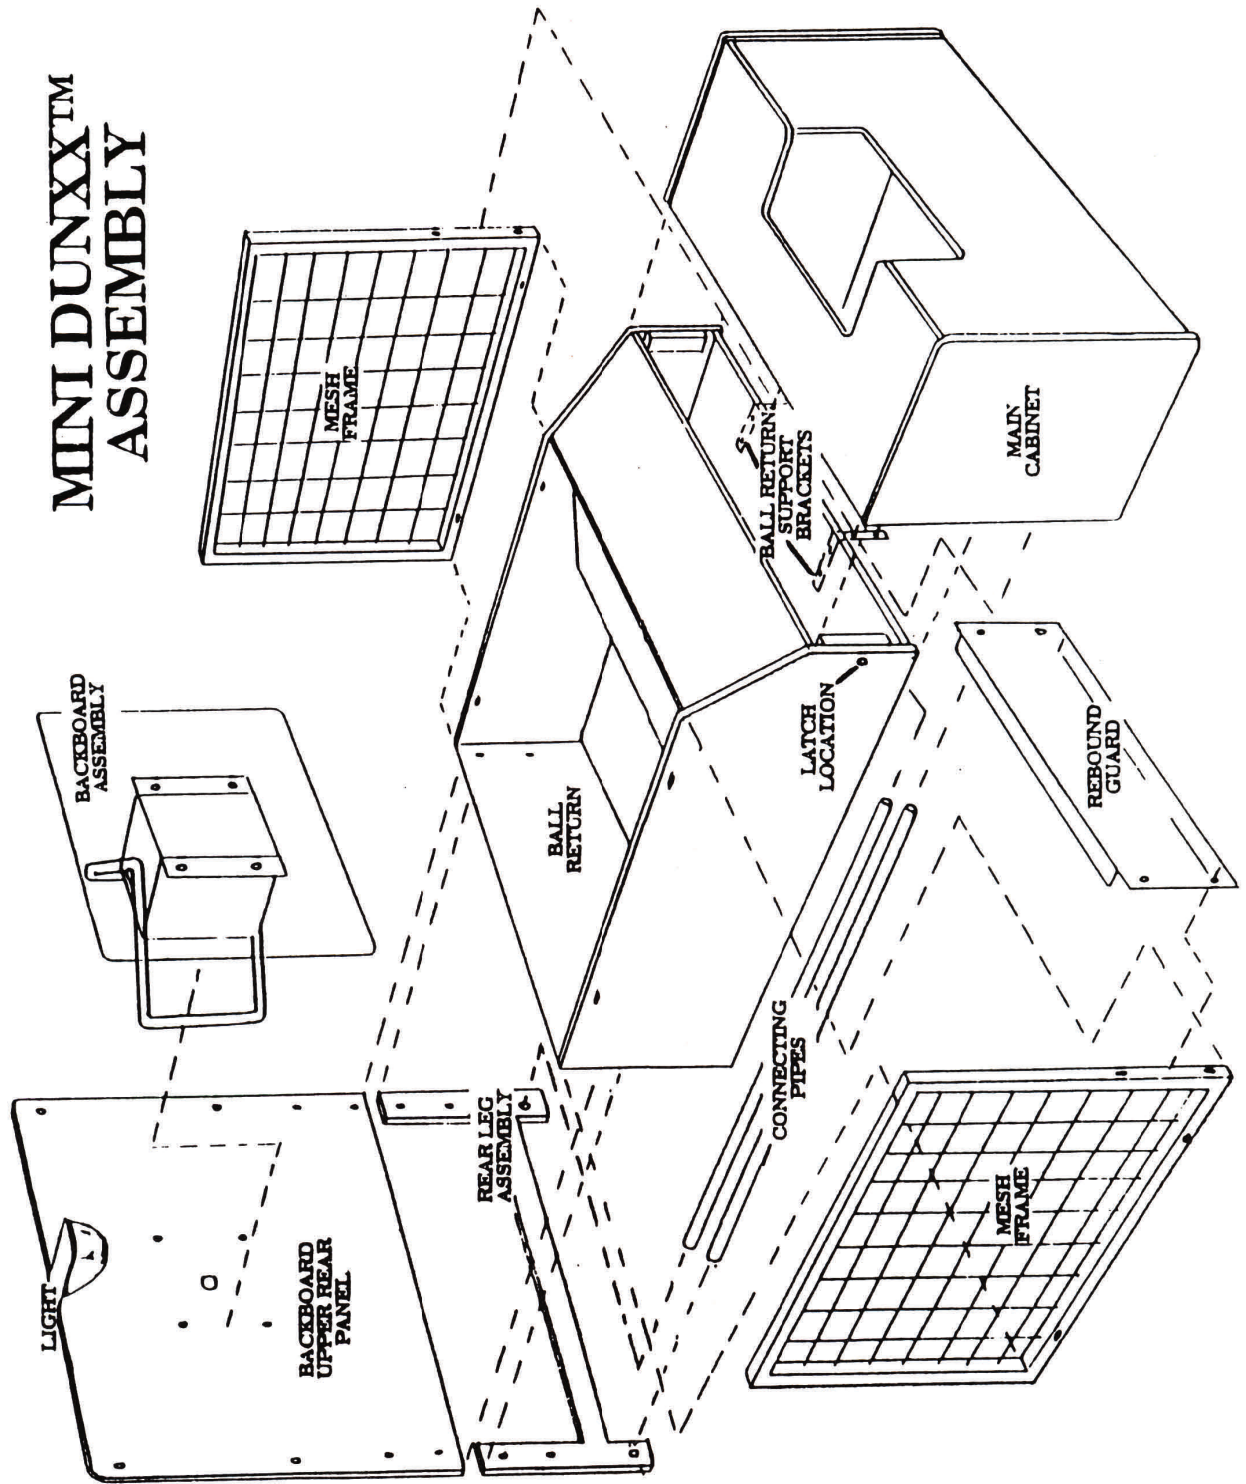 MINI DUNXX™
ASSEMBLY
LIGHT
BACKBOARD
UPPER REAR
PANEL
BACKBOARD
ASSEMBLY
MESH
FRAME
REAR LEG
ASSEMBLY
BALL
RETURN
BALL RETURN
SUPPORT
BRACKETS
LATCH
LOCATION
CONNECTING
PIPES
MAIN
CABINET
MESH
FRAME
REBOUND
GUARD